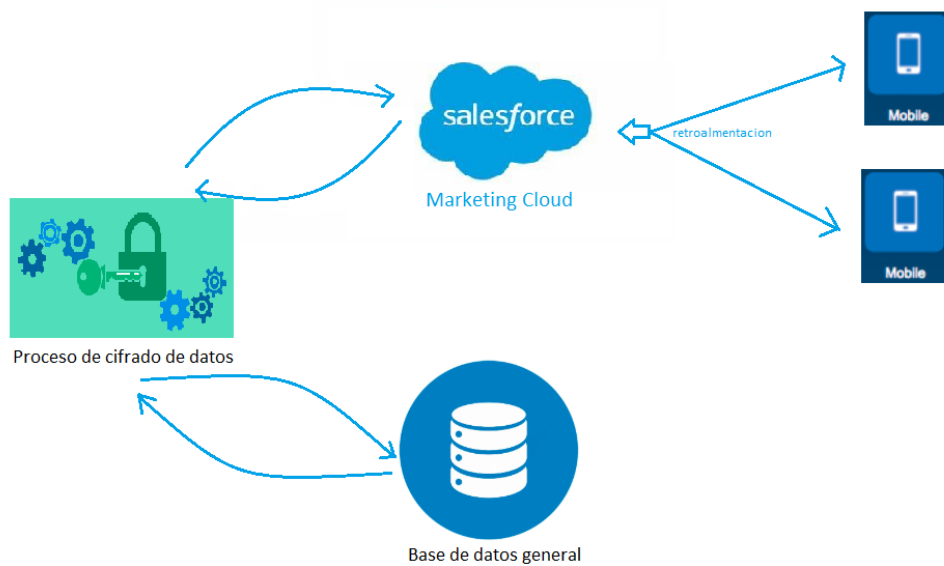 salesforce
Marketing Cloud
Mobile
retroalmentacion
Mobile
Proceso de cifrado de datos
Base de datos general